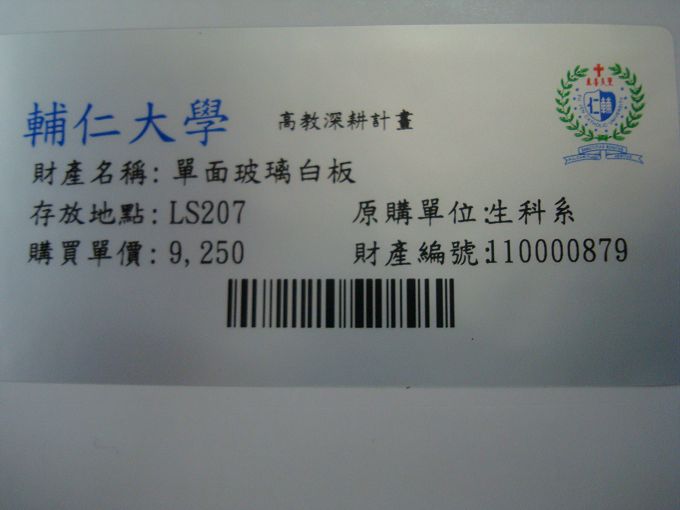 輔仁大學 高教深耕計畫
財產名稱: 單面玻璃白板
存放地點: LS207 原購單位:生科系
購買單價: 9,250 財產編號:110000879
仁輔